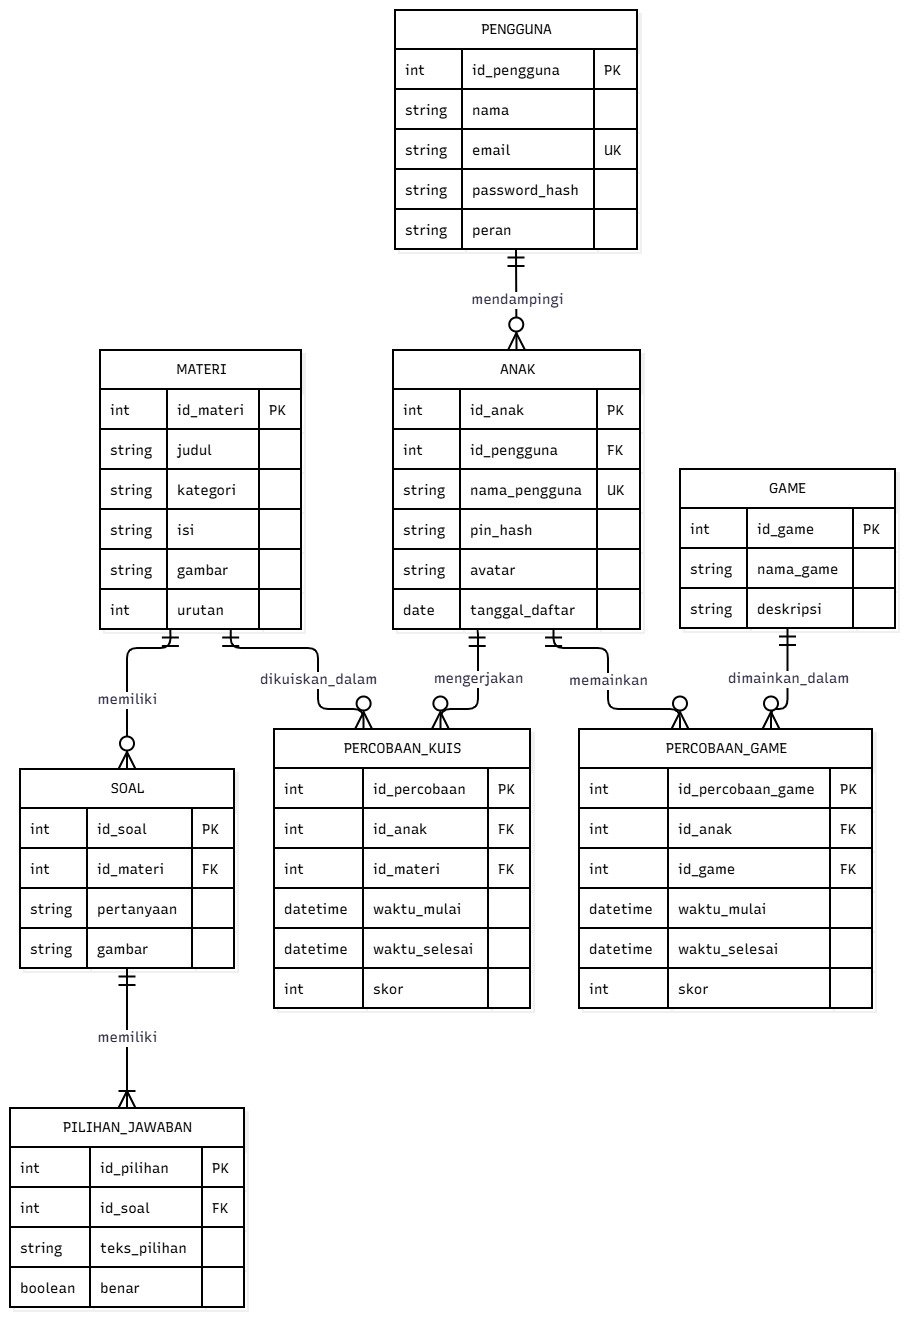 PENGGUNA
int id_pengguna PK
string nama
string email UK
string password_hash
string peran
mendampingi
MATERI
int id_materi PK
string judul
string kategori
string isi
string gambar
int urutan
ANAK
int id_anak PK
int id_pengguna FK
string nama_pengguna UK
string pin_hash
string avatar
date tanggal_daftar
GAME
int id_game PK
string nama_game
string deskripsi
memiliki
dikuiskan_dalam
mengerjakan
memainkan
dimainkan_dalam
SOAL
int id_soal PK
int id_materi FK
string pertanyaan
string gambar
PERCOBAAN_KUIS
int id_percobaan PK
int id_anak FK
int id_materi FK
datetime waktu_mulai
datetime waktu_selesai
int skor
PERCOBAAN_GAME
int id_percobaan_game PK
int id_anak FK
int id_game FK
datetime waktu_mulai
datetime waktu_selesai
int skor
memiliki
PILIHAN_JAWABAN
int id_pilihan PK
int id_soal FK
string teks_pilihan
boolean benar